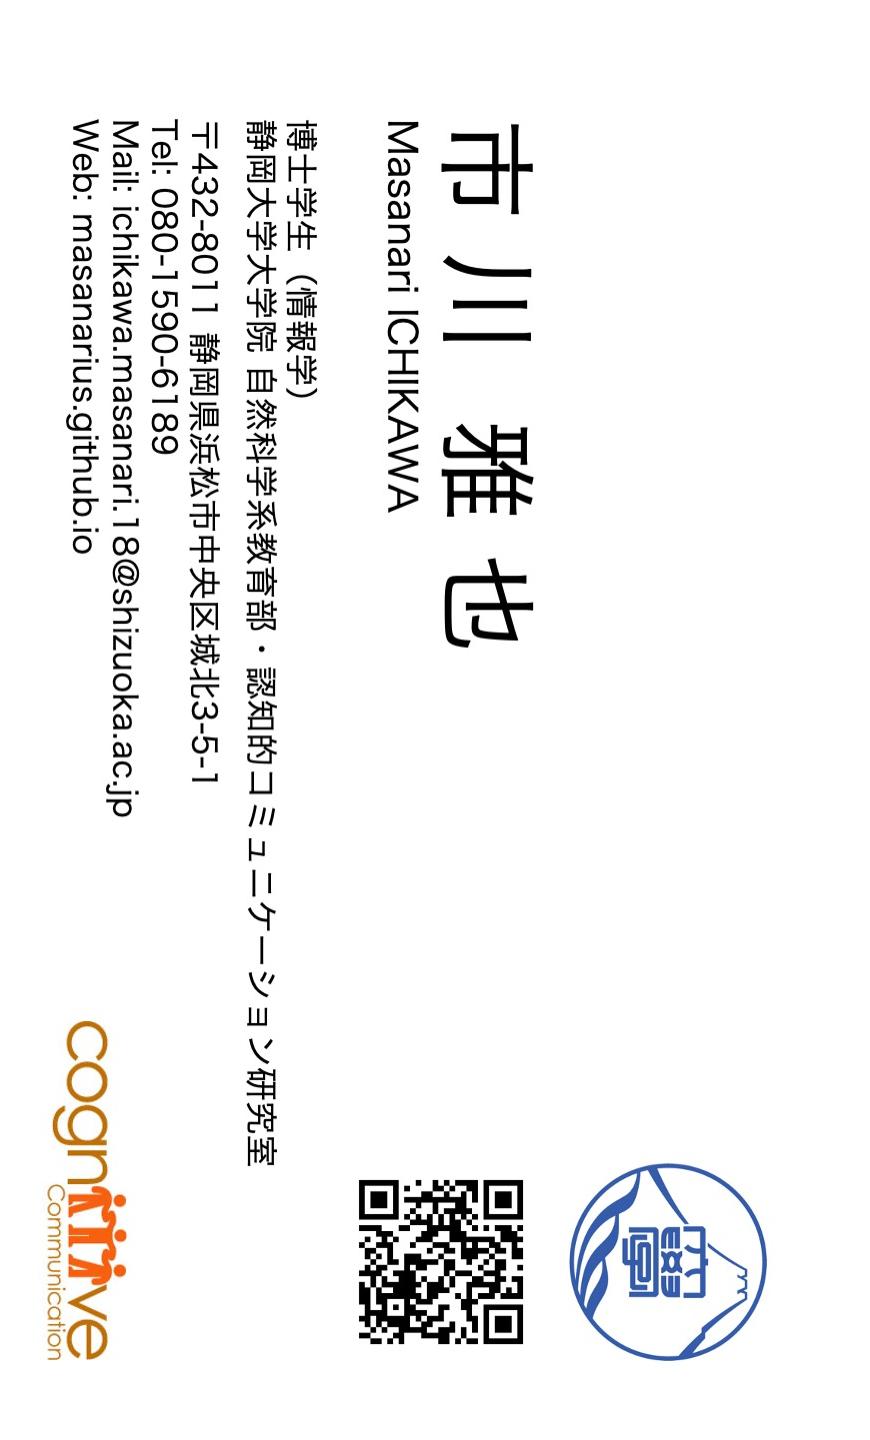 市川 雅也
Masanari ICHIKAWA
博士学生（情報学）
静岡大学大学院 自然科学系教育部・認知的コミュニケーション研究室
〒432-8011 静岡県浜松市中央区城北3-5-1
Tel: 080-1590-6189
Mail: ichikawa.masanari.18@shizuoka.ac.jp
Web: masanarius.github.io
大學
cognitive
Communication